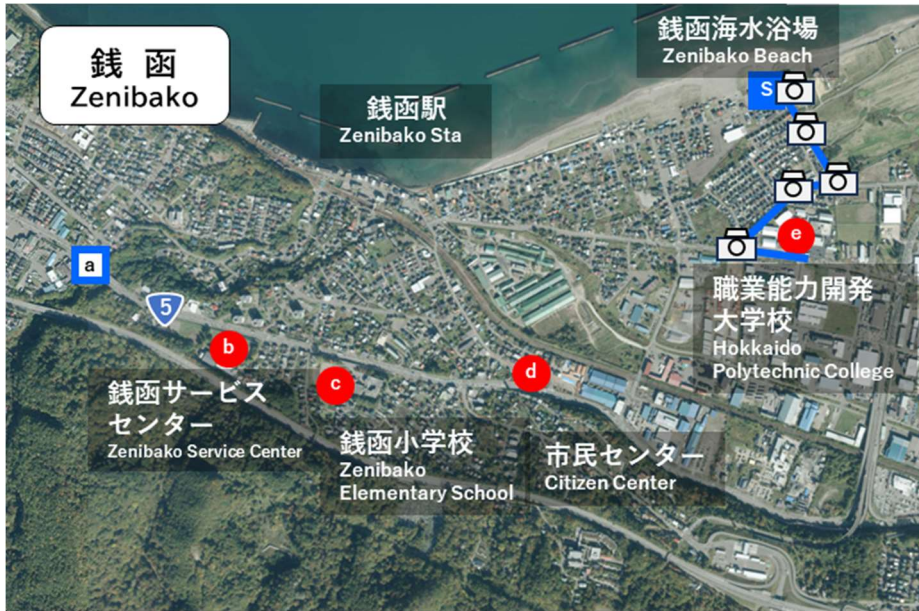 銭函
Zenibako
銭函海水浴場
Zenibako Beach
S
銭函駅
Zenibako Sta
e
a
5
b
職業能力開発
大学校
Hokkaido
Polytechnic College
d
c
銭函サービス
センター
Zenibako Service Center
銭函小学校
Zenibako
Elementary School
市民センター
Citizen Center